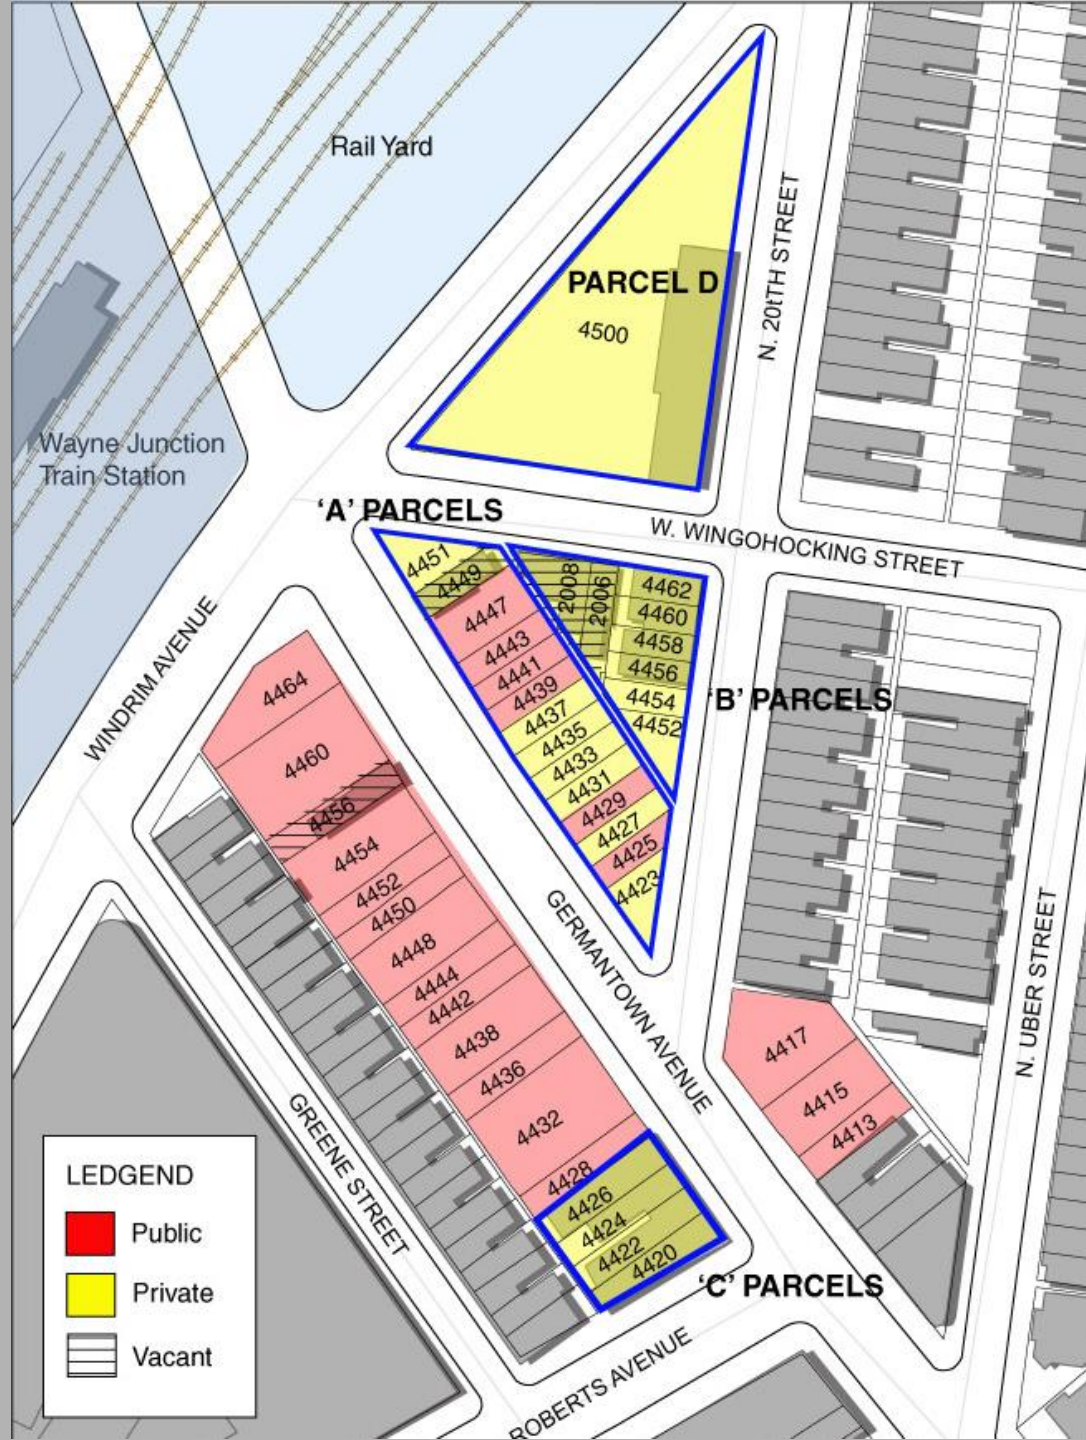 Rail Yard
N. 20tTH STREET
PARCEL D
4500
Wayne Junction
Train Station
'A' PARCELS
W. WINGOHOCKING STREET
4451
4449
4447
4443
4441
4439
4437
4435
4433
4431
4429
4427
4425
4423
2008
2006
4462
4460
4458
4456
4454
4452
'B' PARCELS
WINDRIM AVENUE
4464
4460
4456
4454
4452
4450
4448
4444
4442
4438
4436
4432
4428
4426
4424
4422
4420
'C' PARCELS
GERMANTOWN AVENUE
4417
4415
4413
N. UBER STREET
GREENE STREET
ROBERTS AVENUE
LEDGEND
Public
Private
Vacant